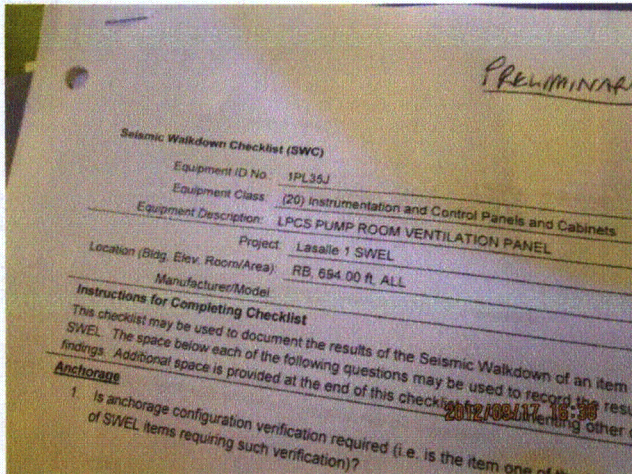 PRELIMINAR
Seismic Walkdown Checklist (SWC)
Equipment ID No.: 1PL35J
Equipment Class: (20) Instrumentation and Control Panels and Cabinets
Equipment Description: LPCS PUMP ROOM VENTILATION PANEL
Project: Lasalle 1 SWEL
Location (Bldg, Elev, Room/Area): RB, 694.00 ft, ALL
Manufacturer/Model:
Instructions for Completing Checklist
This checklist may be used to document the results of the Seismic Walkdown of an item
SWEL. The space below each of the following questions may be used to record the resu
findings. Additional space is provided at the end of this checklist menting other
Anchorage
1. Is anchorage configuration verification required (i.e. is the item one of
of SWEL items requiring such verification)?
2012/09/17